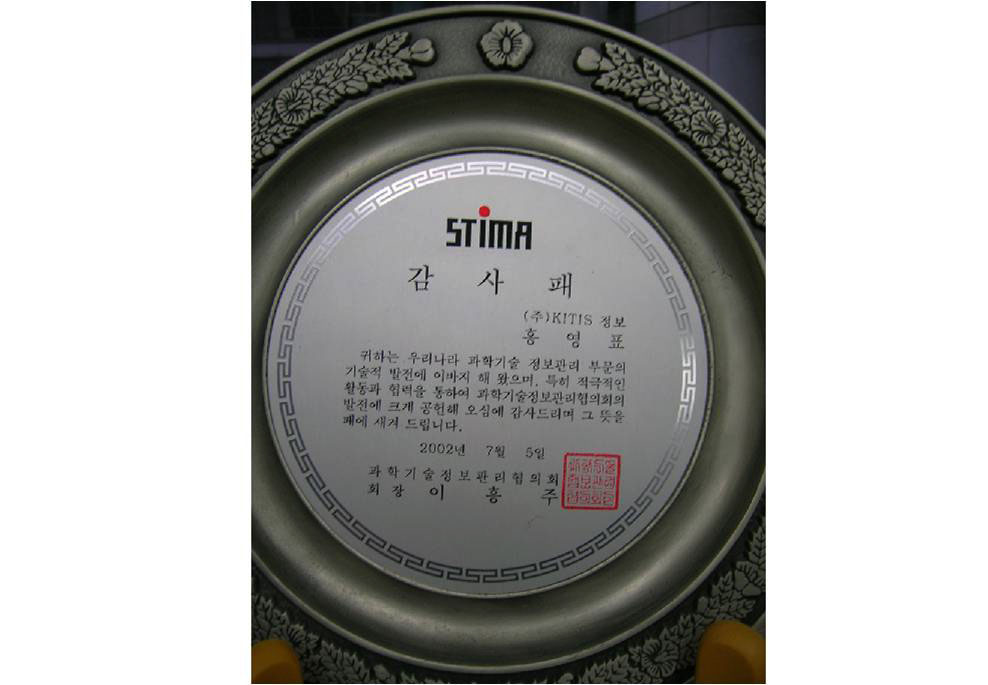 STiMA
감 사 패
(주)KITIS 정보
홍 영 표
귀하는 우리나라 과학기술 정보관리 부문의
기술적 발전에 이바지 해 왔으며, 특히 적극적인
활동과 협력을 통하여 과학기술정보관리협의회의
발전에 크게 공헌해 오심에 감사드리며 그 뜻을
패에 새겨 드립니다.
2002년 7월 5일
과학기술정보관리협의회
회장 이 흥 주